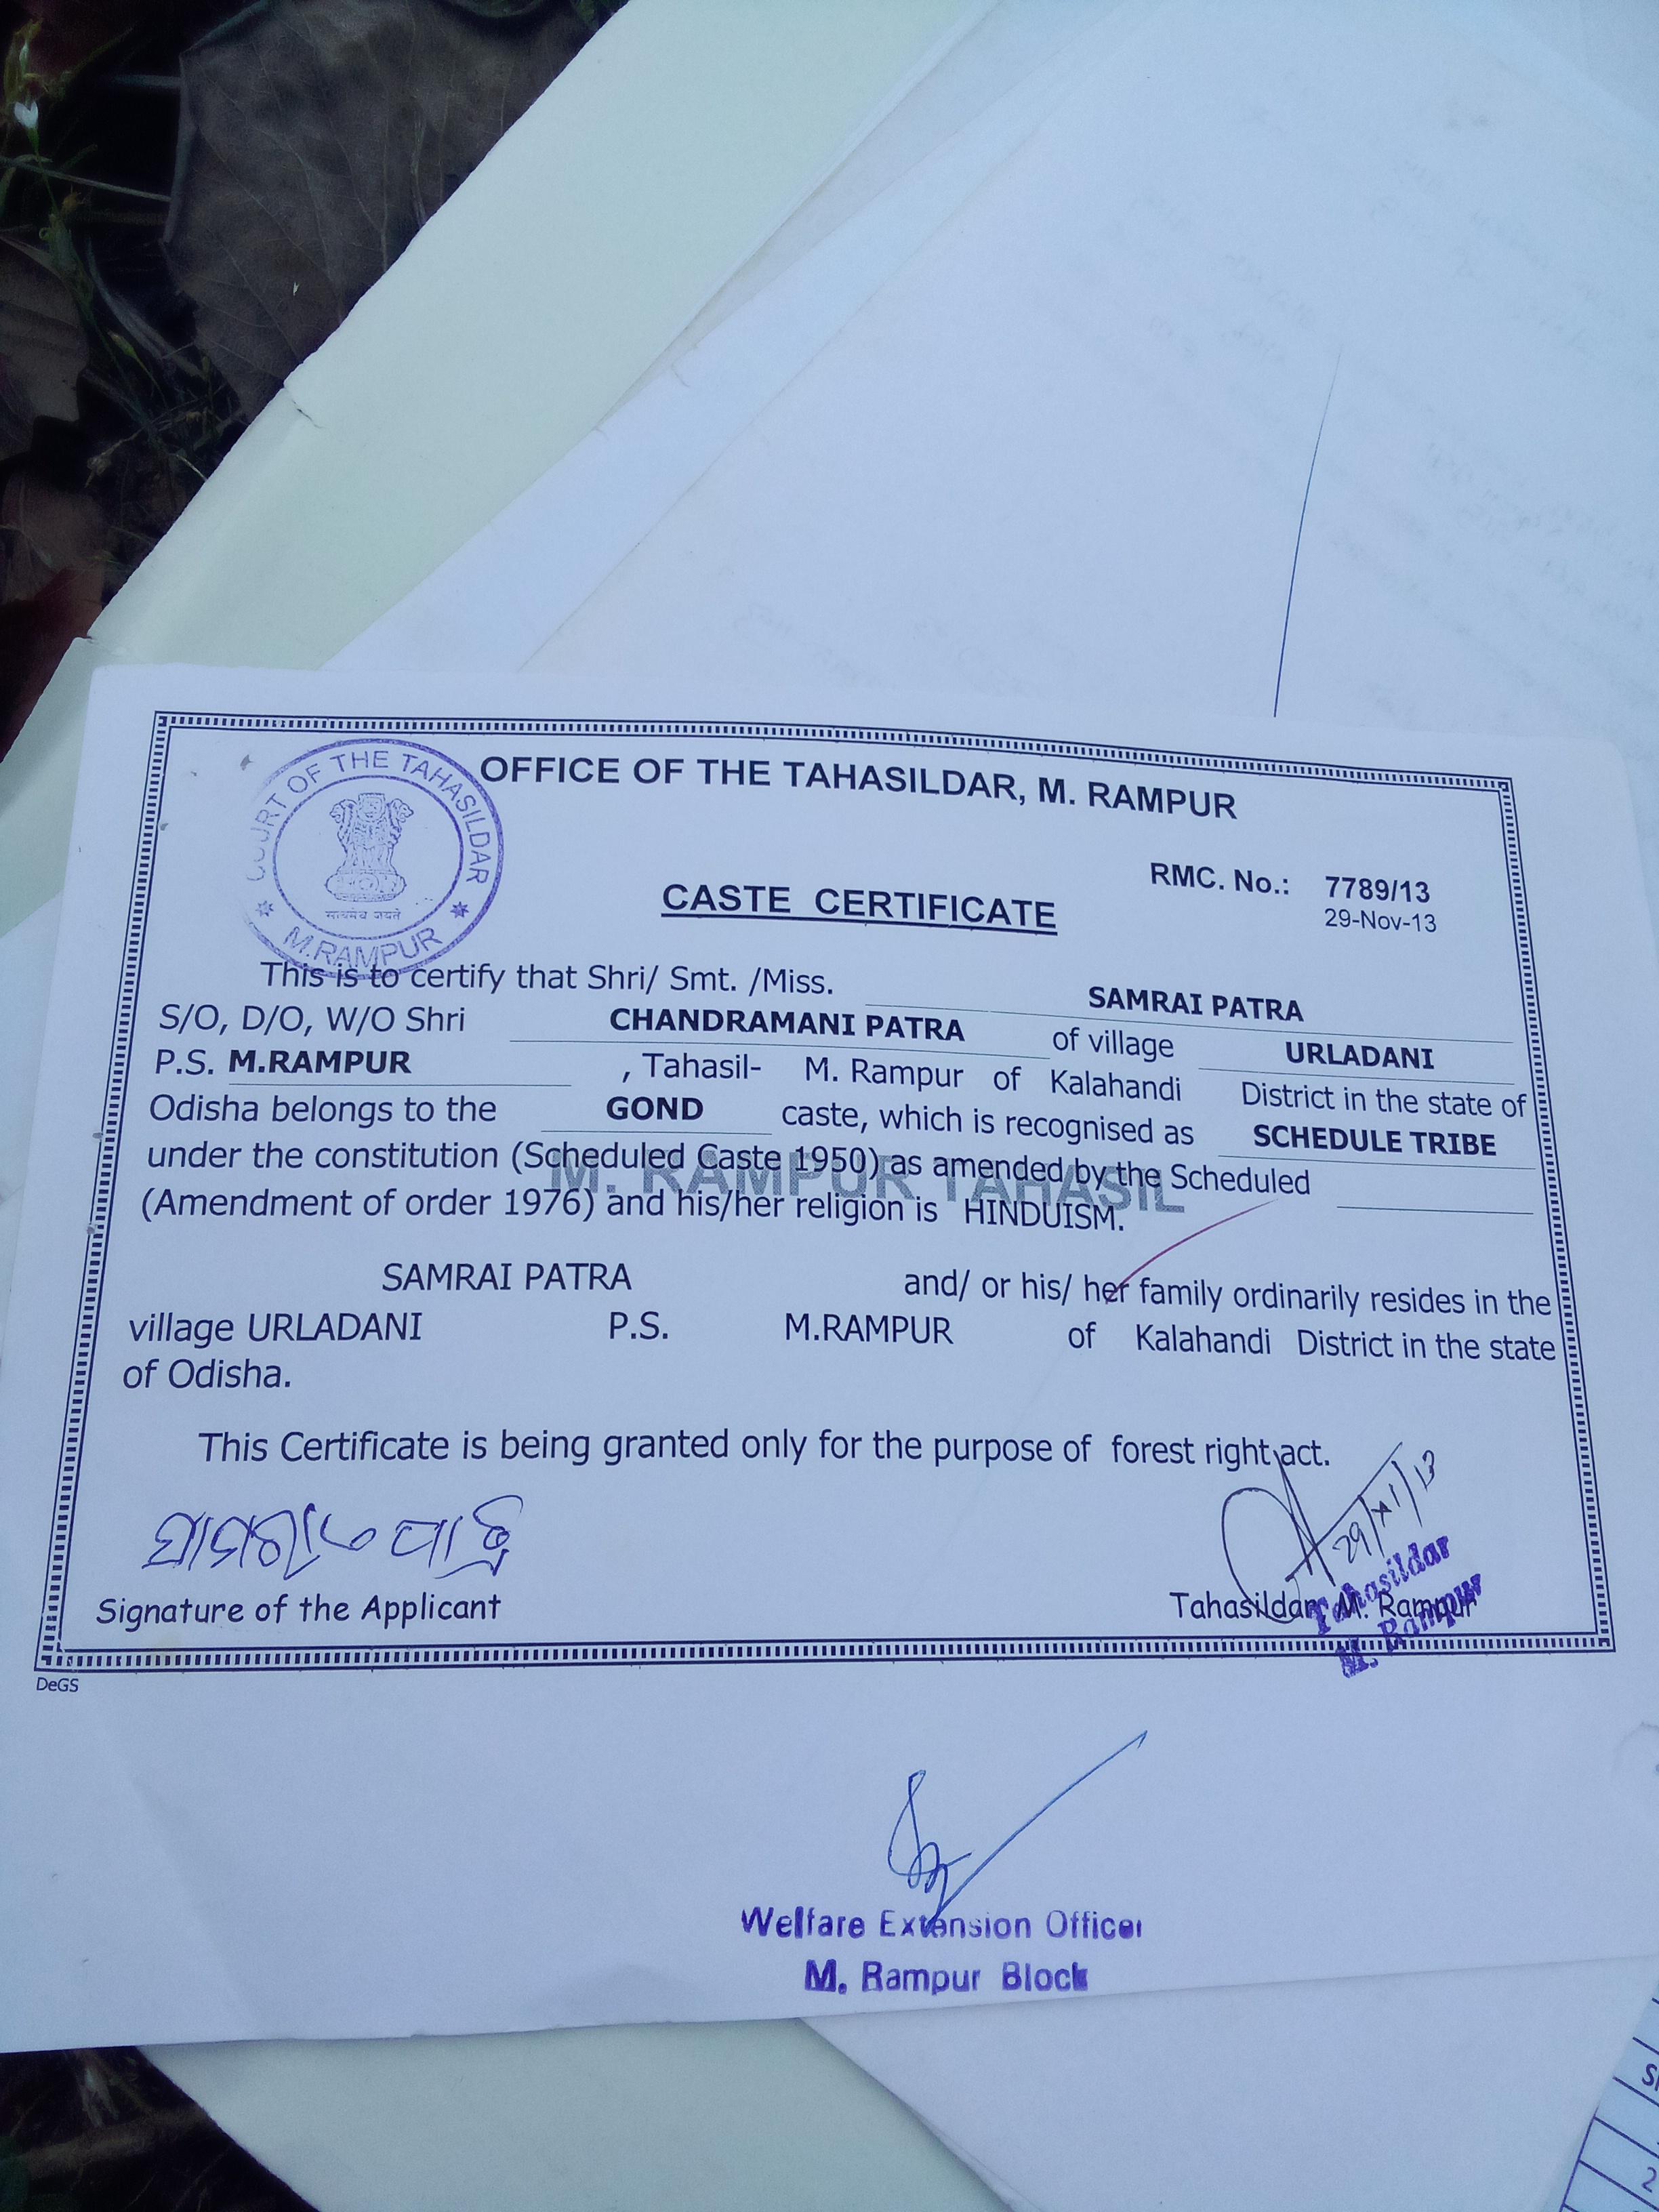 OFFICE OF THE TAHASILDAR, M. RAMPUR
COURT OF THE TAHASILDAR
सत्यमेव जयते
M.RAMPUR
RMC. No.: 7789/13
CASTE CERTIFICATE
29-Nov-13
This is to certify that Shri/ Smt. /Miss. SAMRAI PATRA
S/O, D/O, W/O Shri CHANDRAMANI PATRA of village URLADANI
P.S. M.RAMPUR , Tahasil- M. Rampur of Kalahandi District in the state of
Odisha belongs to the GOND caste, which is recognised as SCHEDULE TRIBE
under the constitution (Scheduled Caste 1950) as amended by the Scheduled
M. RAMPUR TAHASIL
(Amendment of order 1976) and his/her religion is HINDUISM.
SAMRAI PATRA and/ or his/ her family ordinarily resides in the
village URLADANI P.S. M.RAMPUR of Kalahandi District in the state
of Odisha.
This Certificate is being granted only for the purpose of forest right act.
29/XI/13
ପାତ୍ର
Signature of the Applicant
Tahasildar, M. Rampur
Tahasildar
M. Rampur
DeGS
Welfare Extension Officer
M. Rampur Block